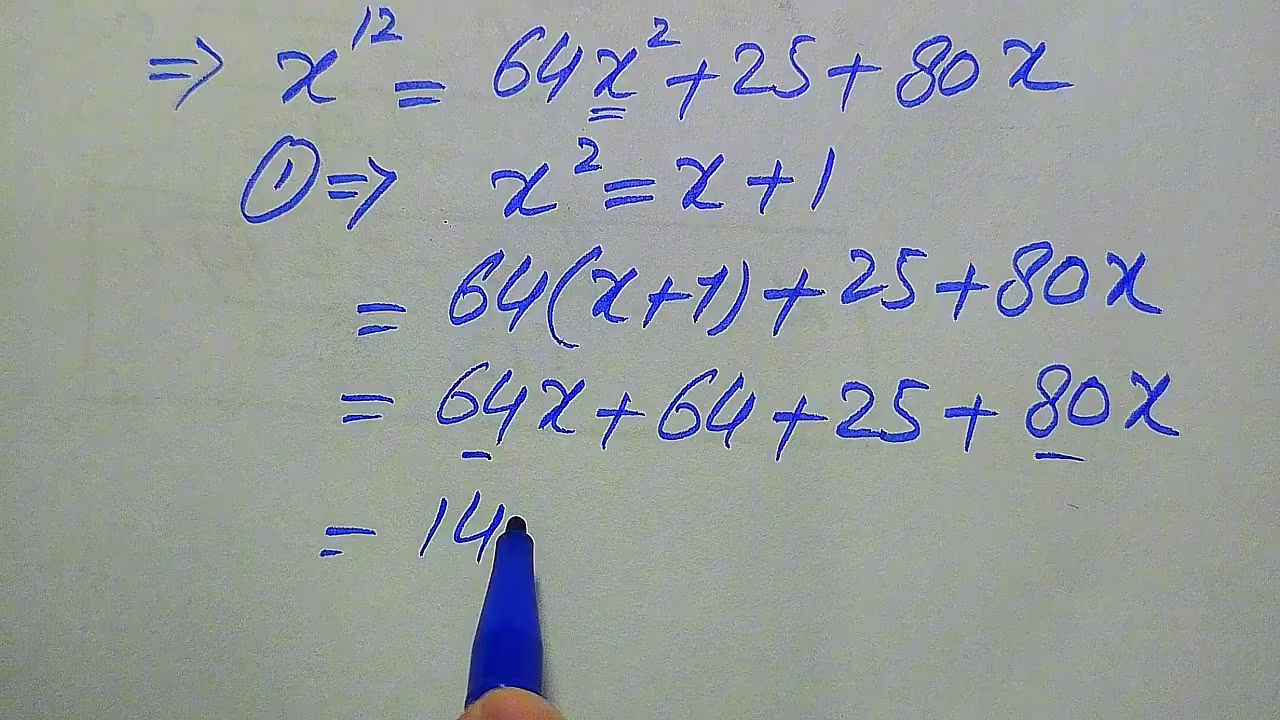 ⇒ x¹² = 64x² + 25 + 80x
① ⇒ x² = x + 1
= 64(x+1) + 25 + 80x
= 64x + 64 + 25 + 80x
= 14